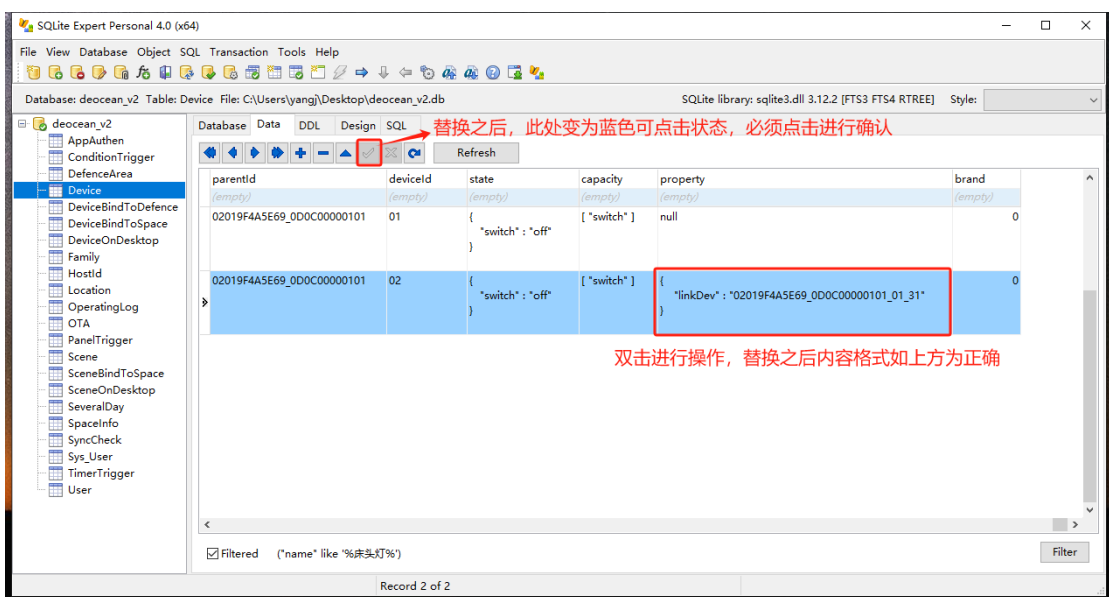 SQLite Expert Personal 4.0 (x64)
File View Database Object SQL Transaction Tools Help
Database: deocean_v2 Table: Device File: C:\Users\yangj\Desktop\deocean_v2.db
SQLite library: sqlite3.dll 3.12.2 [FTS3 FTS4 RTREE] Style:
deocean_v2
AppAuthen
ConditionTrigger
DefenceArea
Device
DeviceBindToDefence
DeviceBindToSpace
DeviceOnDesktop
Family
HostId
Location
OperatingLog
OTA
PanelTrigger
Scene
SceneBindToSpace
SceneOnDesktop
SeveralDay
SpaceInfo
SyncCheck
Sys_User
TimerTrigger
User
Database Data DDL Design SQL
替换之后，此处变为蓝色可点击状态，必须点击进行确认
Refresh
parentId deviceId state capacity property brand
(empty) (empty) (empty) (empty) (empty) (empty)
02019F4A5E69_0D0C00000101 01 { [ "switch" ] null 0
"switch" : "off"
}
02019F4A5E69_0D0C00000101 02 { [ "switch" ] { 0
"switch" : "off" "linkDev" : "02019F4A5E69_0D0C00000101_01_31"
} }
双击进行操作，替换之后内容格式如上方为正确
Filtered ("name" like '%床头灯%') Filter
Record 2 of 2